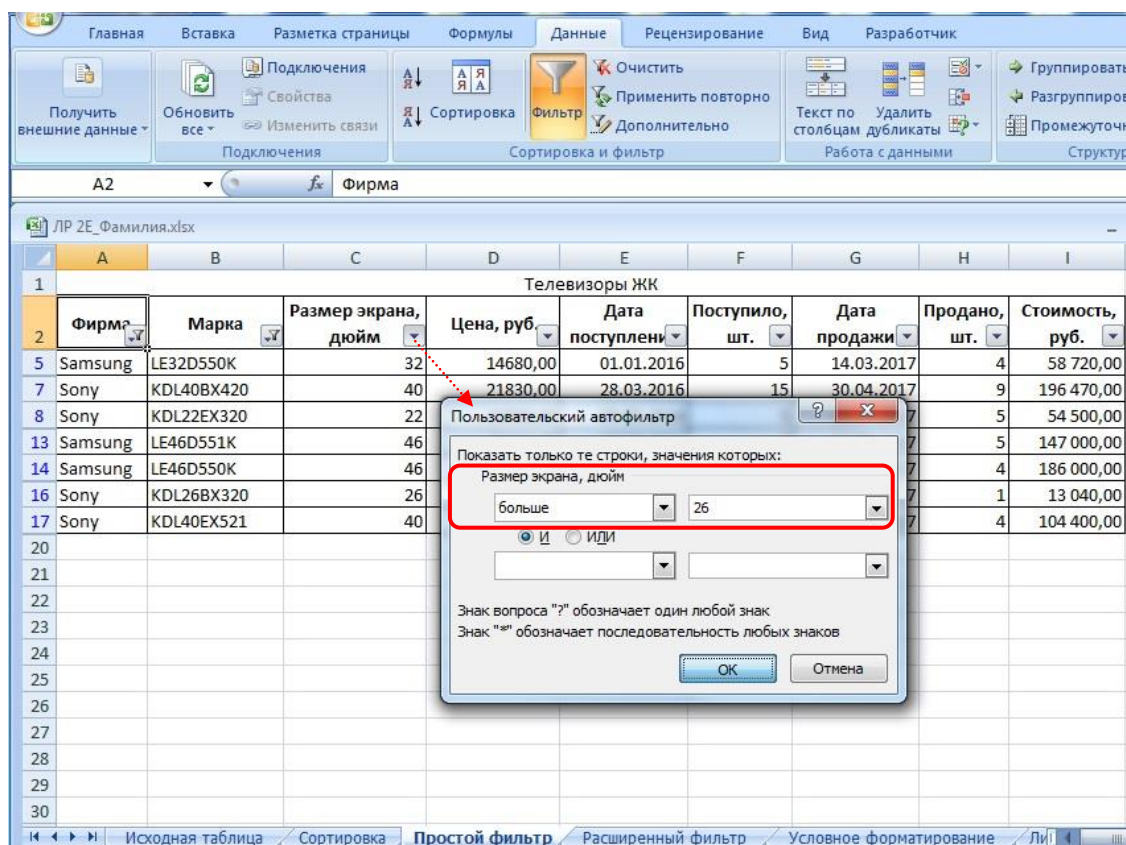 Главная Вставка Разметка страницы Формулы Данные Рецензирование Вид Разработчик
Получить внешние данные
Обновить все
Подключения
Свойства
Изменить связи
Подключения
Сортировка
Фильтр
Очистить
Применить повторно
Дополнительно
Сортировка и фильтр
Текст по столбцам
Удалить дубликаты
Работа с данными
Группировать
Разгруппиров
Промежуточн
Структур
A2 fx Фирма
ЛР 2Е_Фамилия.xlsx
A B C D E F G H I
1 Телевизоры ЖК
2 Фирма Марка Размер экрана, дюйм Цена, руб. Дата поступлени Поступило, шт. Дата продажи Продано, шт. Стоимость, руб.
5 Samsung LE32D550K 32 14680,00 01.01.2016 5 14.03.2017 4 58 720,00
7 Sony KDL40BX420 40 21830,00 28.03.2016 15 30.04.2017 9 196 470,00
8 Sony KDL22EX320 22 7 5 54 500,00
13 Samsung LE46D551K 46 7 5 147 000,00
14 Samsung LE46D550K 46 7 4 186 000,00
16 Sony KDL26BX320 26 7 1 13 040,00
17 Sony KDL40EX521 40 7 4 104 400,00
20
21
22
23
24
25
26
27
28
29
30
Пользовательский автофильтр
Показать только те строки, значения которых:
Размер экрана, дюйм
больше 26
И ИЛИ
Знак вопроса "?" обозначает один любой знак
Знак "*" обозначает последовательность любых знаков
ОК Отмена
Исходная таблица Сортировка Простой фильтр Расширенный фильтр Условное форматирование